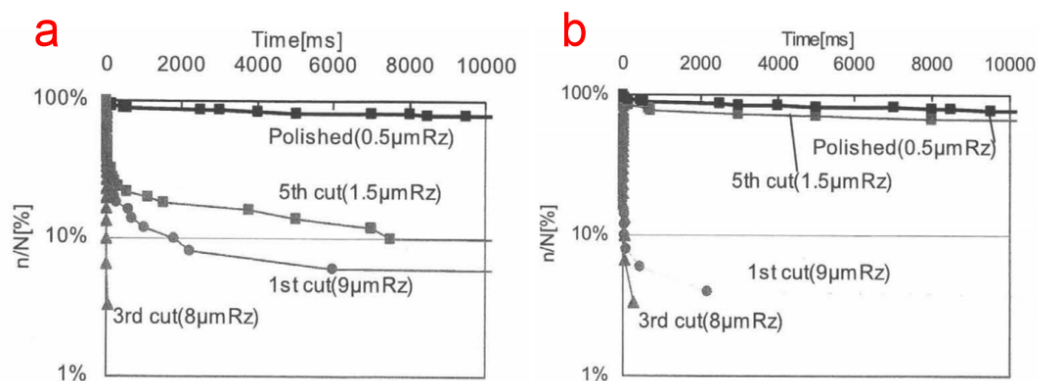 a
Time[ms]
0 2000 4000 6000 8000 10000
100%
10%
1%
n/N[%]
Polished(0.5μmRz)
5th cut(1.5μmRz)
1st cut(9μmRz)
3rd cut(8μmRz)
b
Time[ms]
0 2000 4000 6000 8000 10000
100%
10%
1%
n/N[%]
Polished(0.5μmRz)
5th cut(1.5μmRz)
1st cut(9μmRz)
3rd cut(8μmRz)